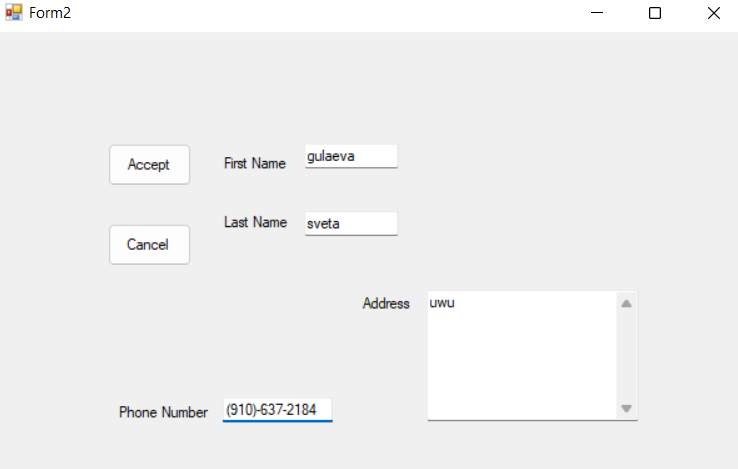 Form2
Accept
First Name
gulaeva
Last Name
sveta
Cancel
Address
uwu
Phone Number
(910)-637-2184